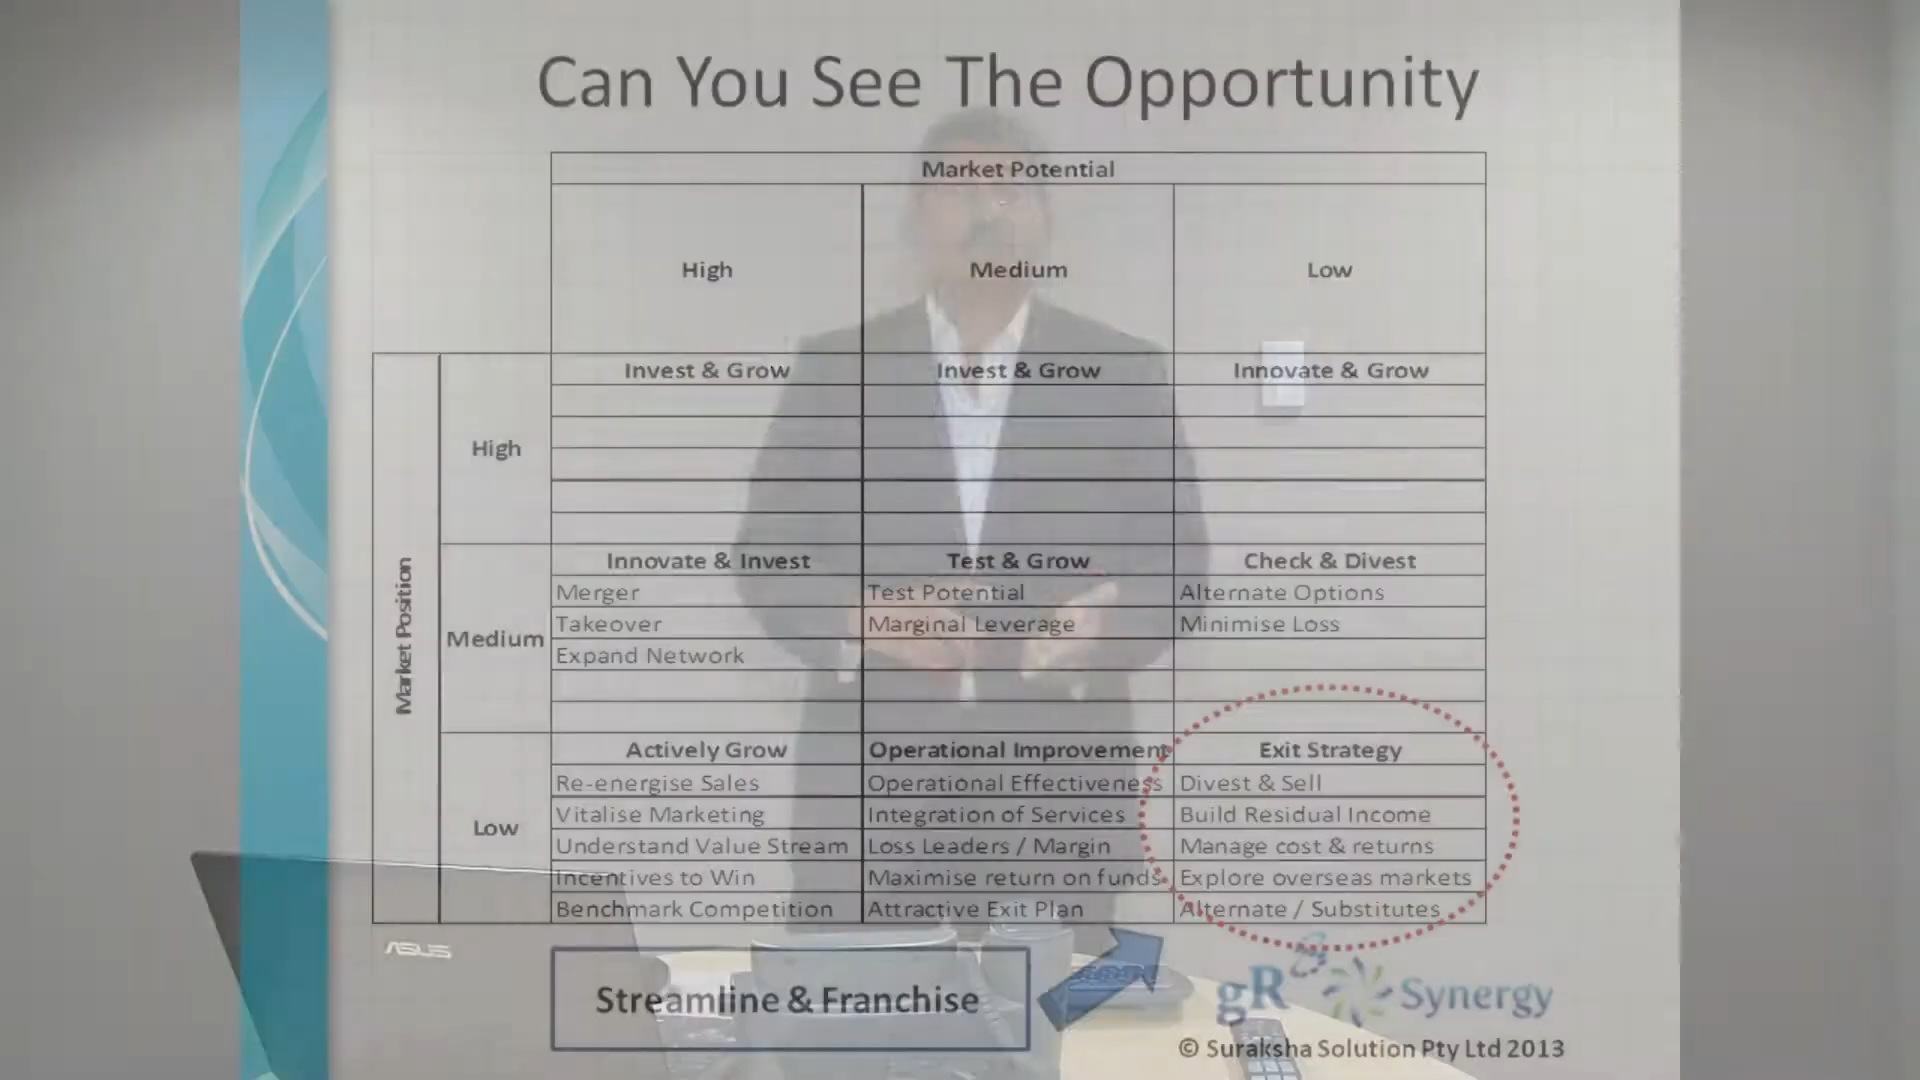 Can You See The Opportunity
Market Potential
High Medium Low
Invest & Grow Invest & Grow Innovate & Grow
High
Innovate & Invest Test & Grow Check & Divest
Merger Test Potential Alternate Options
Takeover Marginal Leverage Minimise Loss
Market Position
Medium
Expand Network
Actively Grow Operational Improvement Exit Strategy
Re-energise Sales Operational Effectiveness Divest & Sell
Vitalise Marketing Integration of Services Build Residual Income
Low
Understand Value Stream Loss Leaders / Margin Manage cost & returns
Incentives to Win Maximise return on funds Explore overseas markets
Benchmark Competition Attractive Exit Plan Alternate / Substitutes
ASUS
Streamline & Franchise
gR Synergy
© Suraksha Solution Pty Ltd 2013